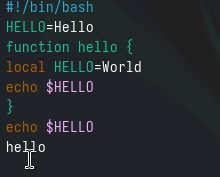 #!/bin/bash
HELLO=Hello
function hello {
local HELLO=World
echo $HELLO
}
echo $HELLO
hello